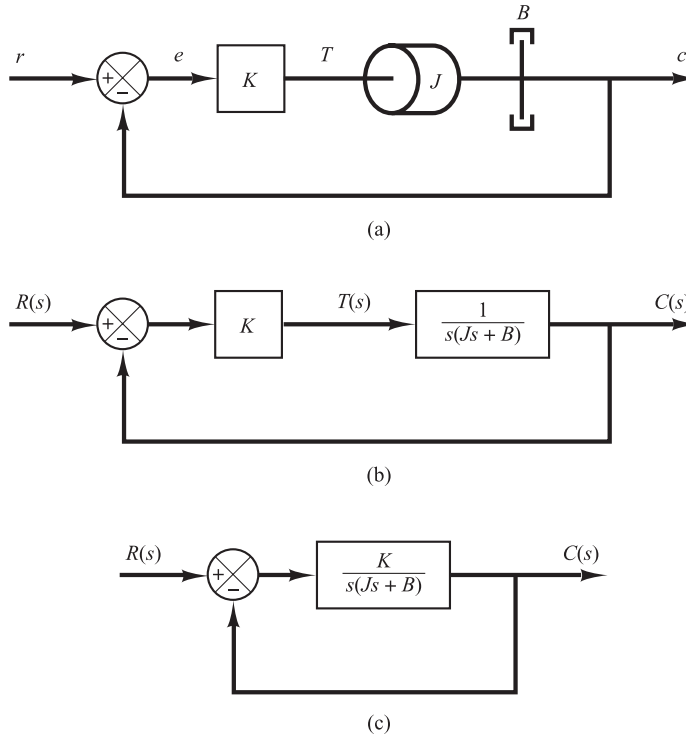 B
r
e
T
c
+
−
K
J
(a)
R(s)
T(s)
C(s)
+
−
K
1
s(Js + B)
(b)
R(s)
C(s)
+
−
K
s(Js + B)
(c)